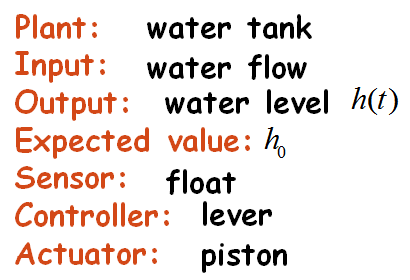 Plant: water tank
Input: water flow
Output: water level h(t)
Expected value: h₀
Sensor: float
Controller: lever
Actuator: piston